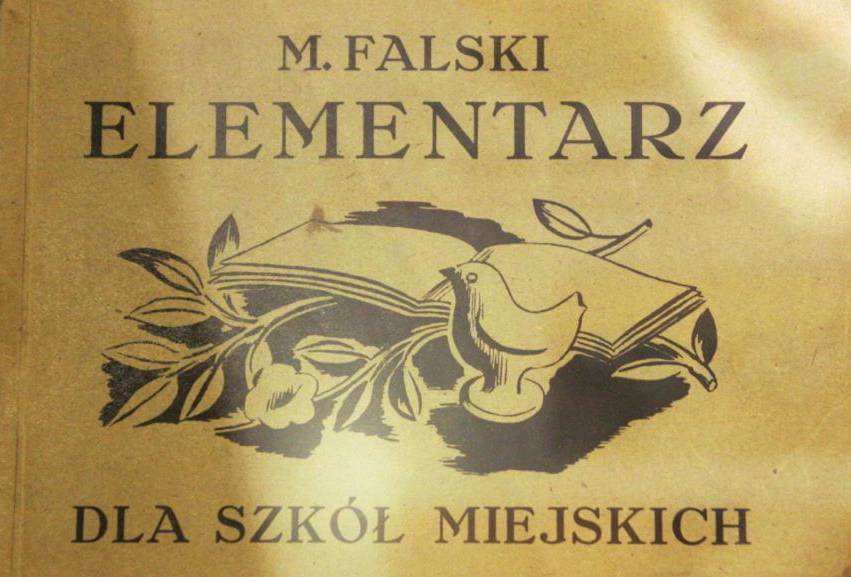 M. FALSKI
ELEMENTARZ
DLA SZKÓŁ MIEJSKICH